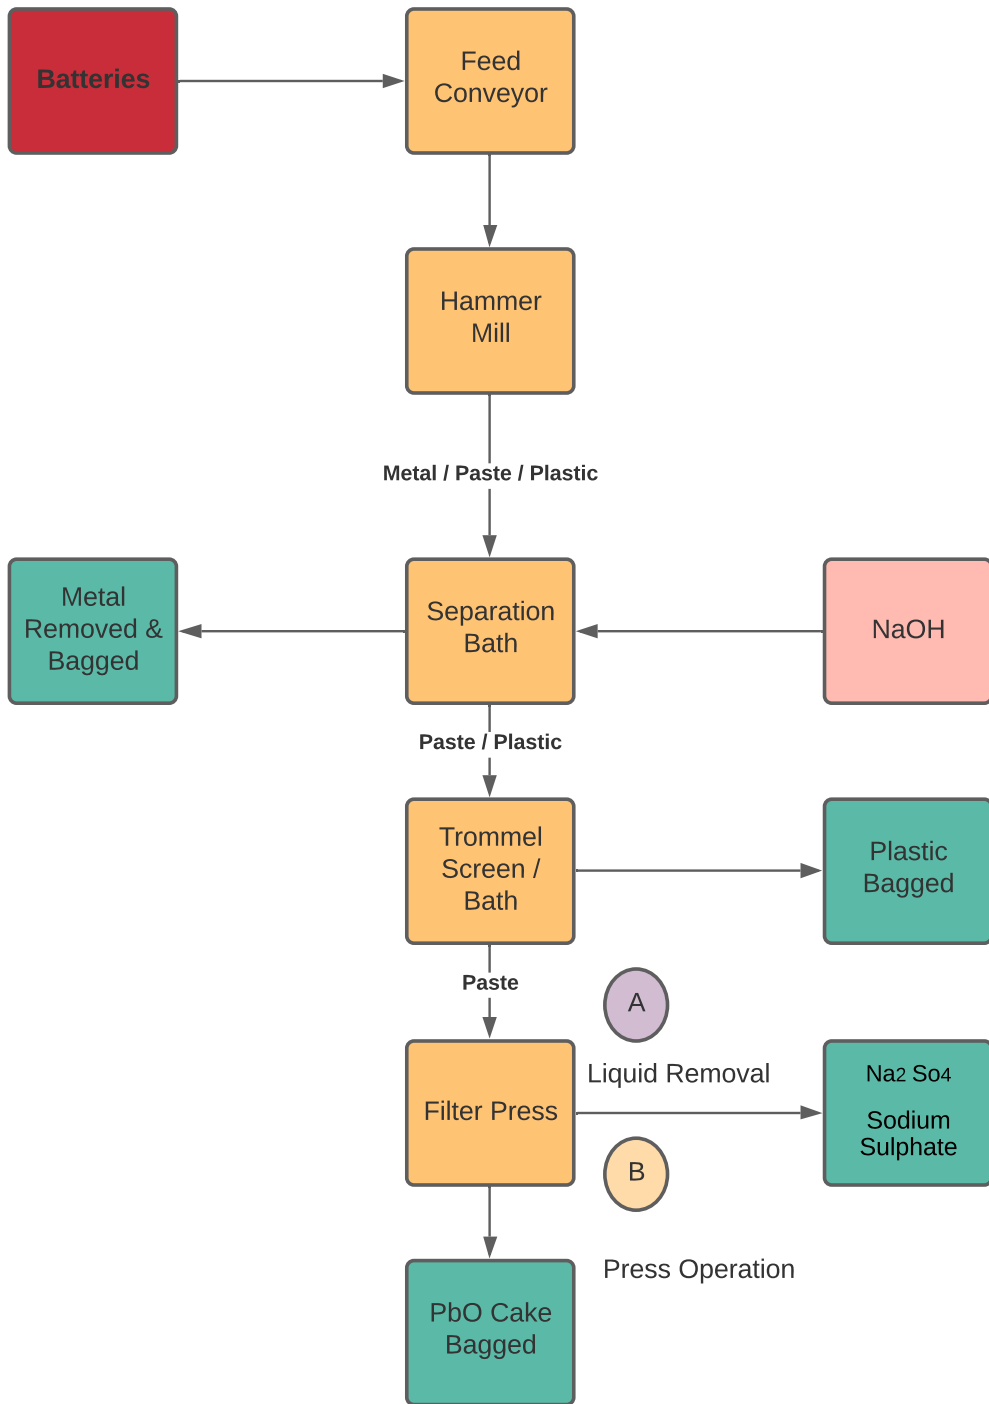 Batteries
Feed
Conveyor
Hammer
Mill
Metal / Paste / Plastic
Metal
Removed &
Bagged
Separation
Bath
NaOH
Paste / Plastic
Trommel
Screen /
Bath
Plastic
Bagged
Paste
A
Liquid Removal
Filter Press
Na2 So4
Sodium
Sulphate
B
Press Operation
PbO Cake
Bagged